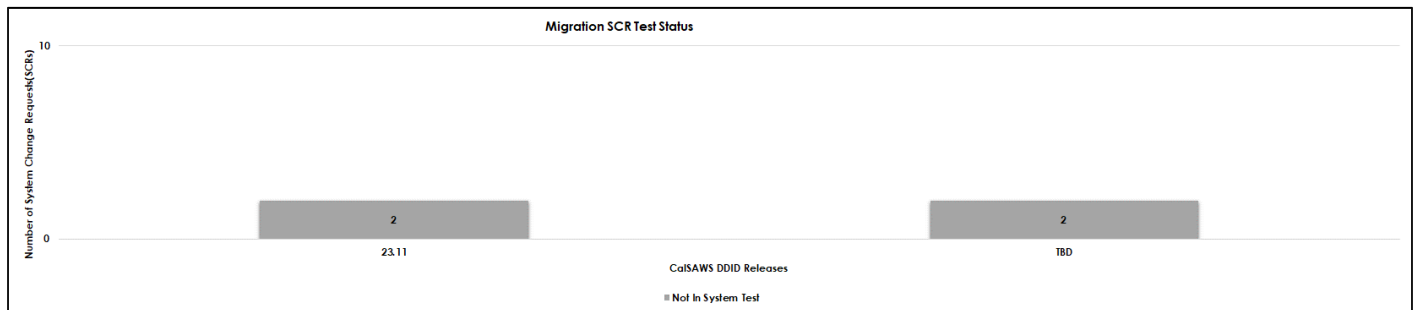 Migration SCR Test Status
Number of System Change Requests(SCRs)
10
0
2
2
23.11
TBD
CalSAWS DDID Releases
Not In System Test